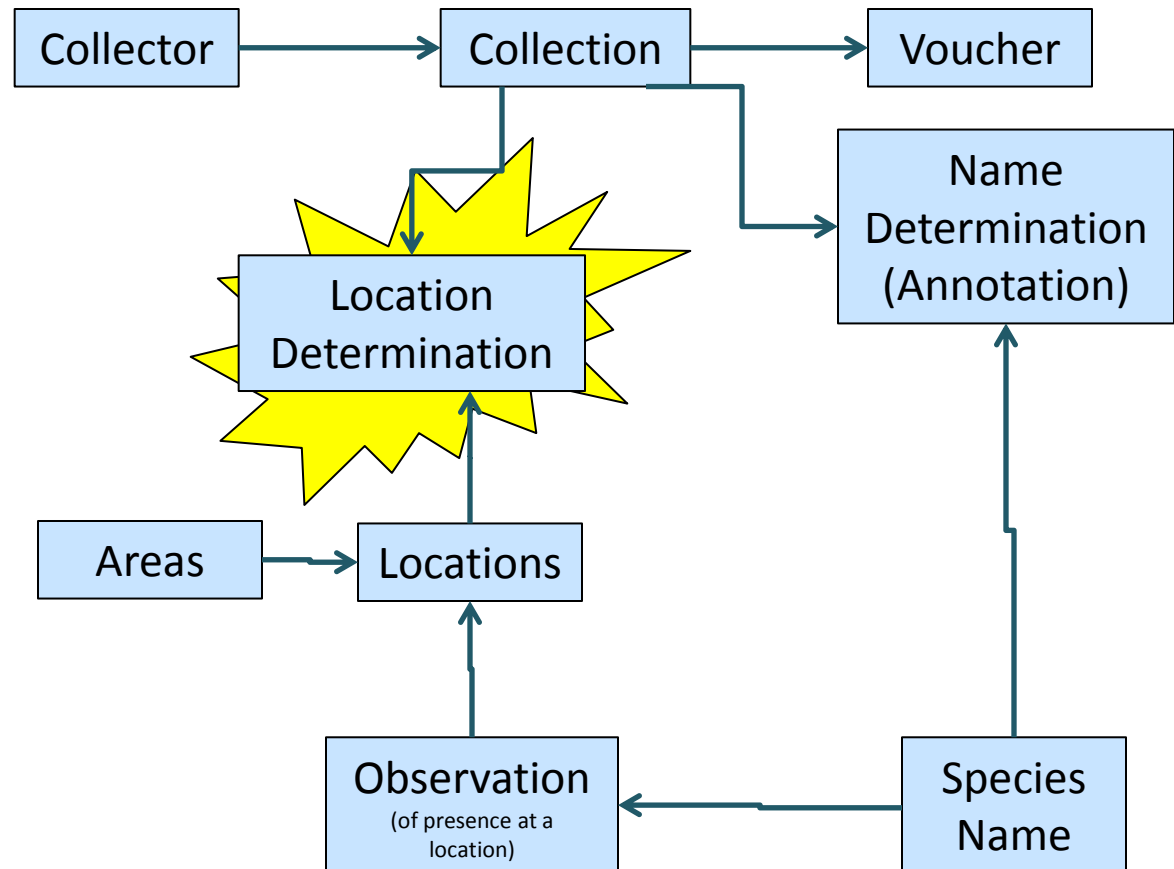 Collector
Collection
Voucher
Name
Determination
(Annotation)
Location
Determination
Areas
Locations
Observation
(of presence at a
location)
Species
Name